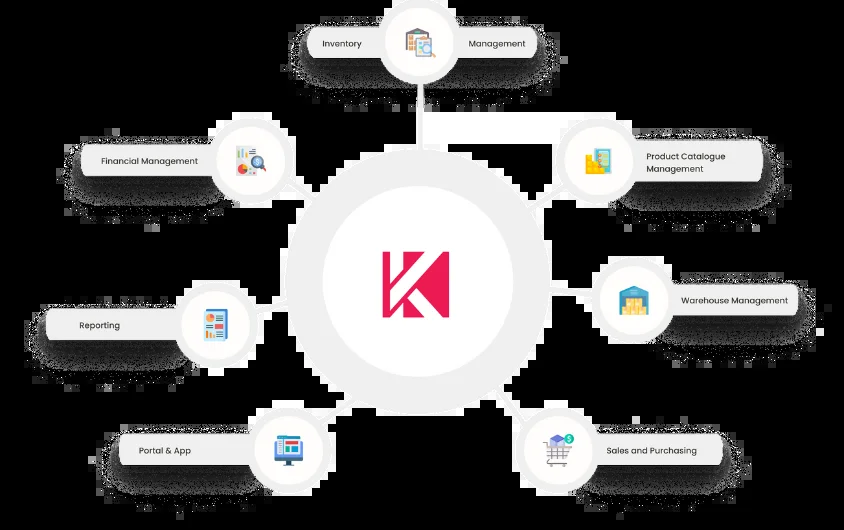 Inventory Management
Financial Management
Product Catalogue
Management
Warehouse Management
Reporting
Portal & App
Sales and Purchasing